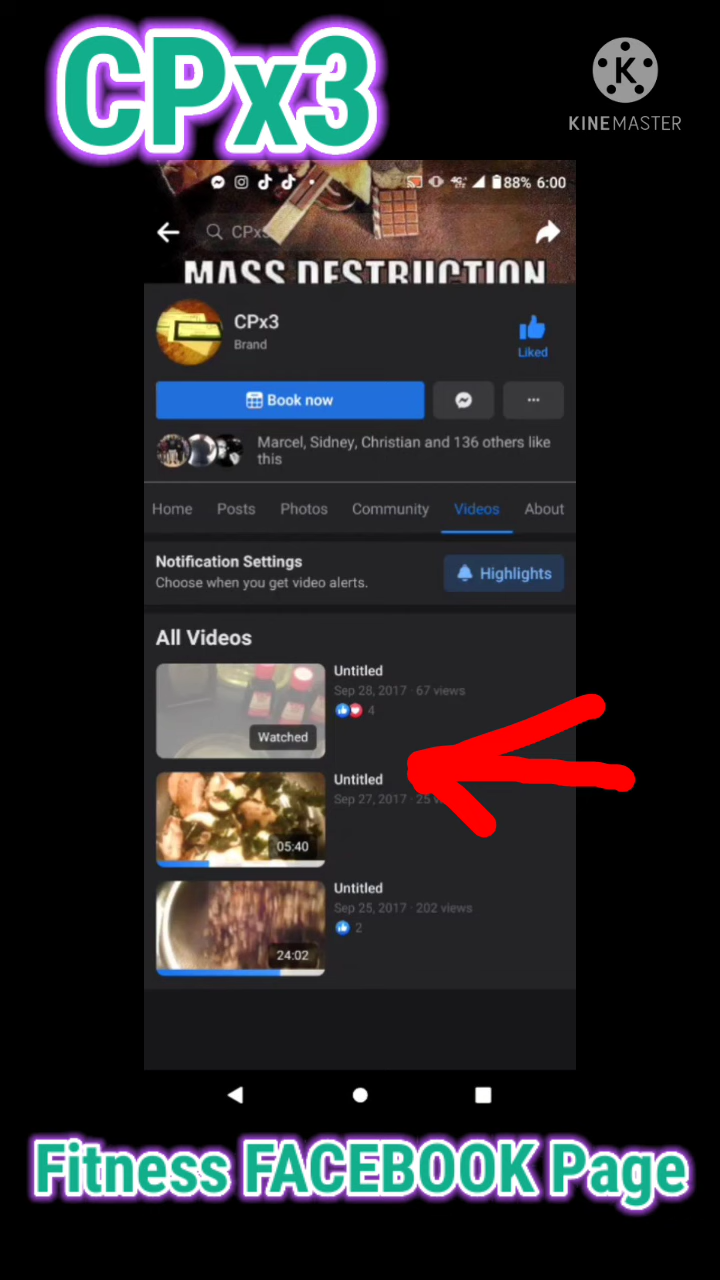 CPx3
KINEMASTER
88% 6:00
CPx3
MASS DESTRUCTION
CPx3
Brand
Liked
Book now
Marcel, Sidney, Christian and 136 others like
this
Home Posts Photos Community Videos About
Notification Settings
Choose when you get video alerts.
Highlights
All Videos
Untitled
Sep 28, 2017 · 67 views
4
Watched
Untitled
Sep 27, 2017 · 25
05:40
Untitled
Sep 25, 2017 · 202 views
2
24:02
Fitness FACEBOOK Page